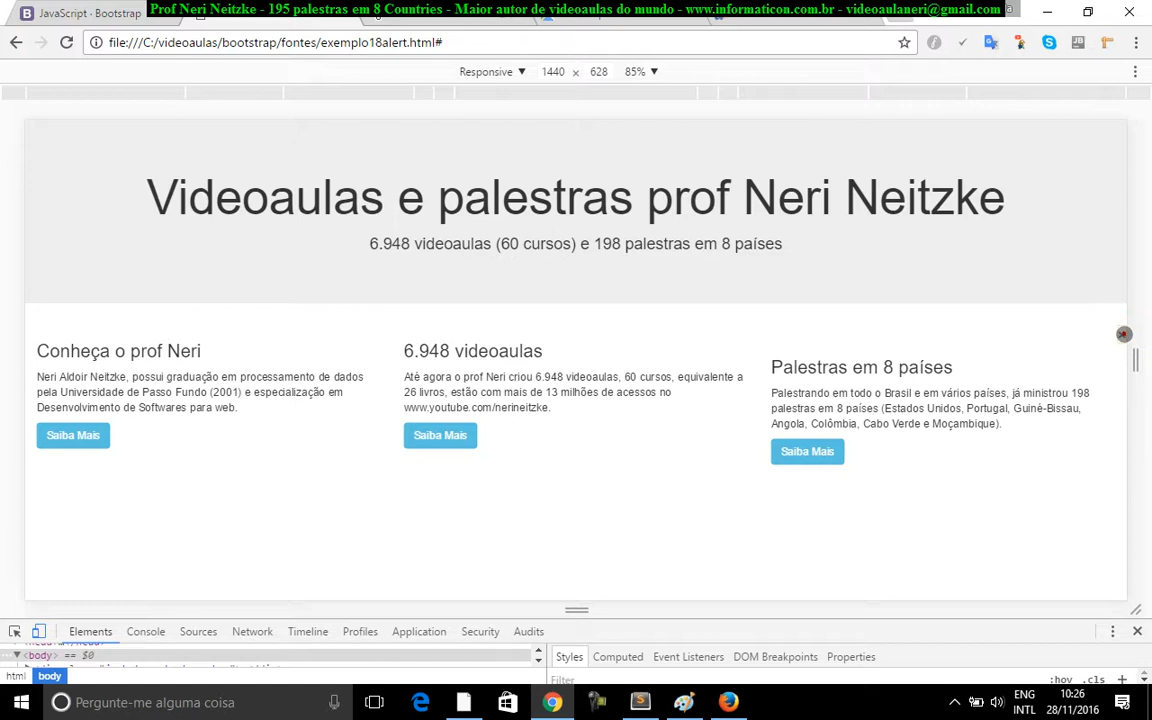 JavaScript · Bootstrap
Prof Neri Neitzke - 195 palestras em 8 Countries - Maior autor de videoaulas do mundo - www.informaticon.com.br - videoaulaneri@gmail.com
file:///C:/videoaulas/bootstrap/fontes/exemplo18alert.html#
Responsive ▼ 1440 × 628 85% ▼
Videoaulas e palestras prof Neri Neitzke
6.948 videoaulas (60 cursos) e 198 palestras em 8 países
Conheça o prof Neri
Neri Aldoir Neitzke, possui graduação em processamento de dados
pela Universidade de Passo Fundo (2001) e especialização em
Desenvolvimento de Softwares para web.
Saiba Mais
6.948 videoaulas
Até agora o prof Neri criou 6.948 videoaulas, 60 cursos, equivalente a
26 livros, estão com mais de 13 milhões de acessos no
www.youtube.com/nerineitzke.
Saiba Mais
Palestras em 8 países
Palestrando em todo o Brasil e em vários países, já ministrou 198
palestras em 8 países (Estados Unidos, Portugal, Guiné-Bissau,
Angola, Colômbia, Cabo Verde e Moçambique).
Saiba Mais
Elements Console Sources Network Timeline Profiles Application Security Audits
<body> == $0
html body
Styles Computed Event Listeners DOM Breakpoints Properties
Filter :hov .cls +
Pergunte-me alguma coisa
ENG
INTL
10:26
28/11/2016